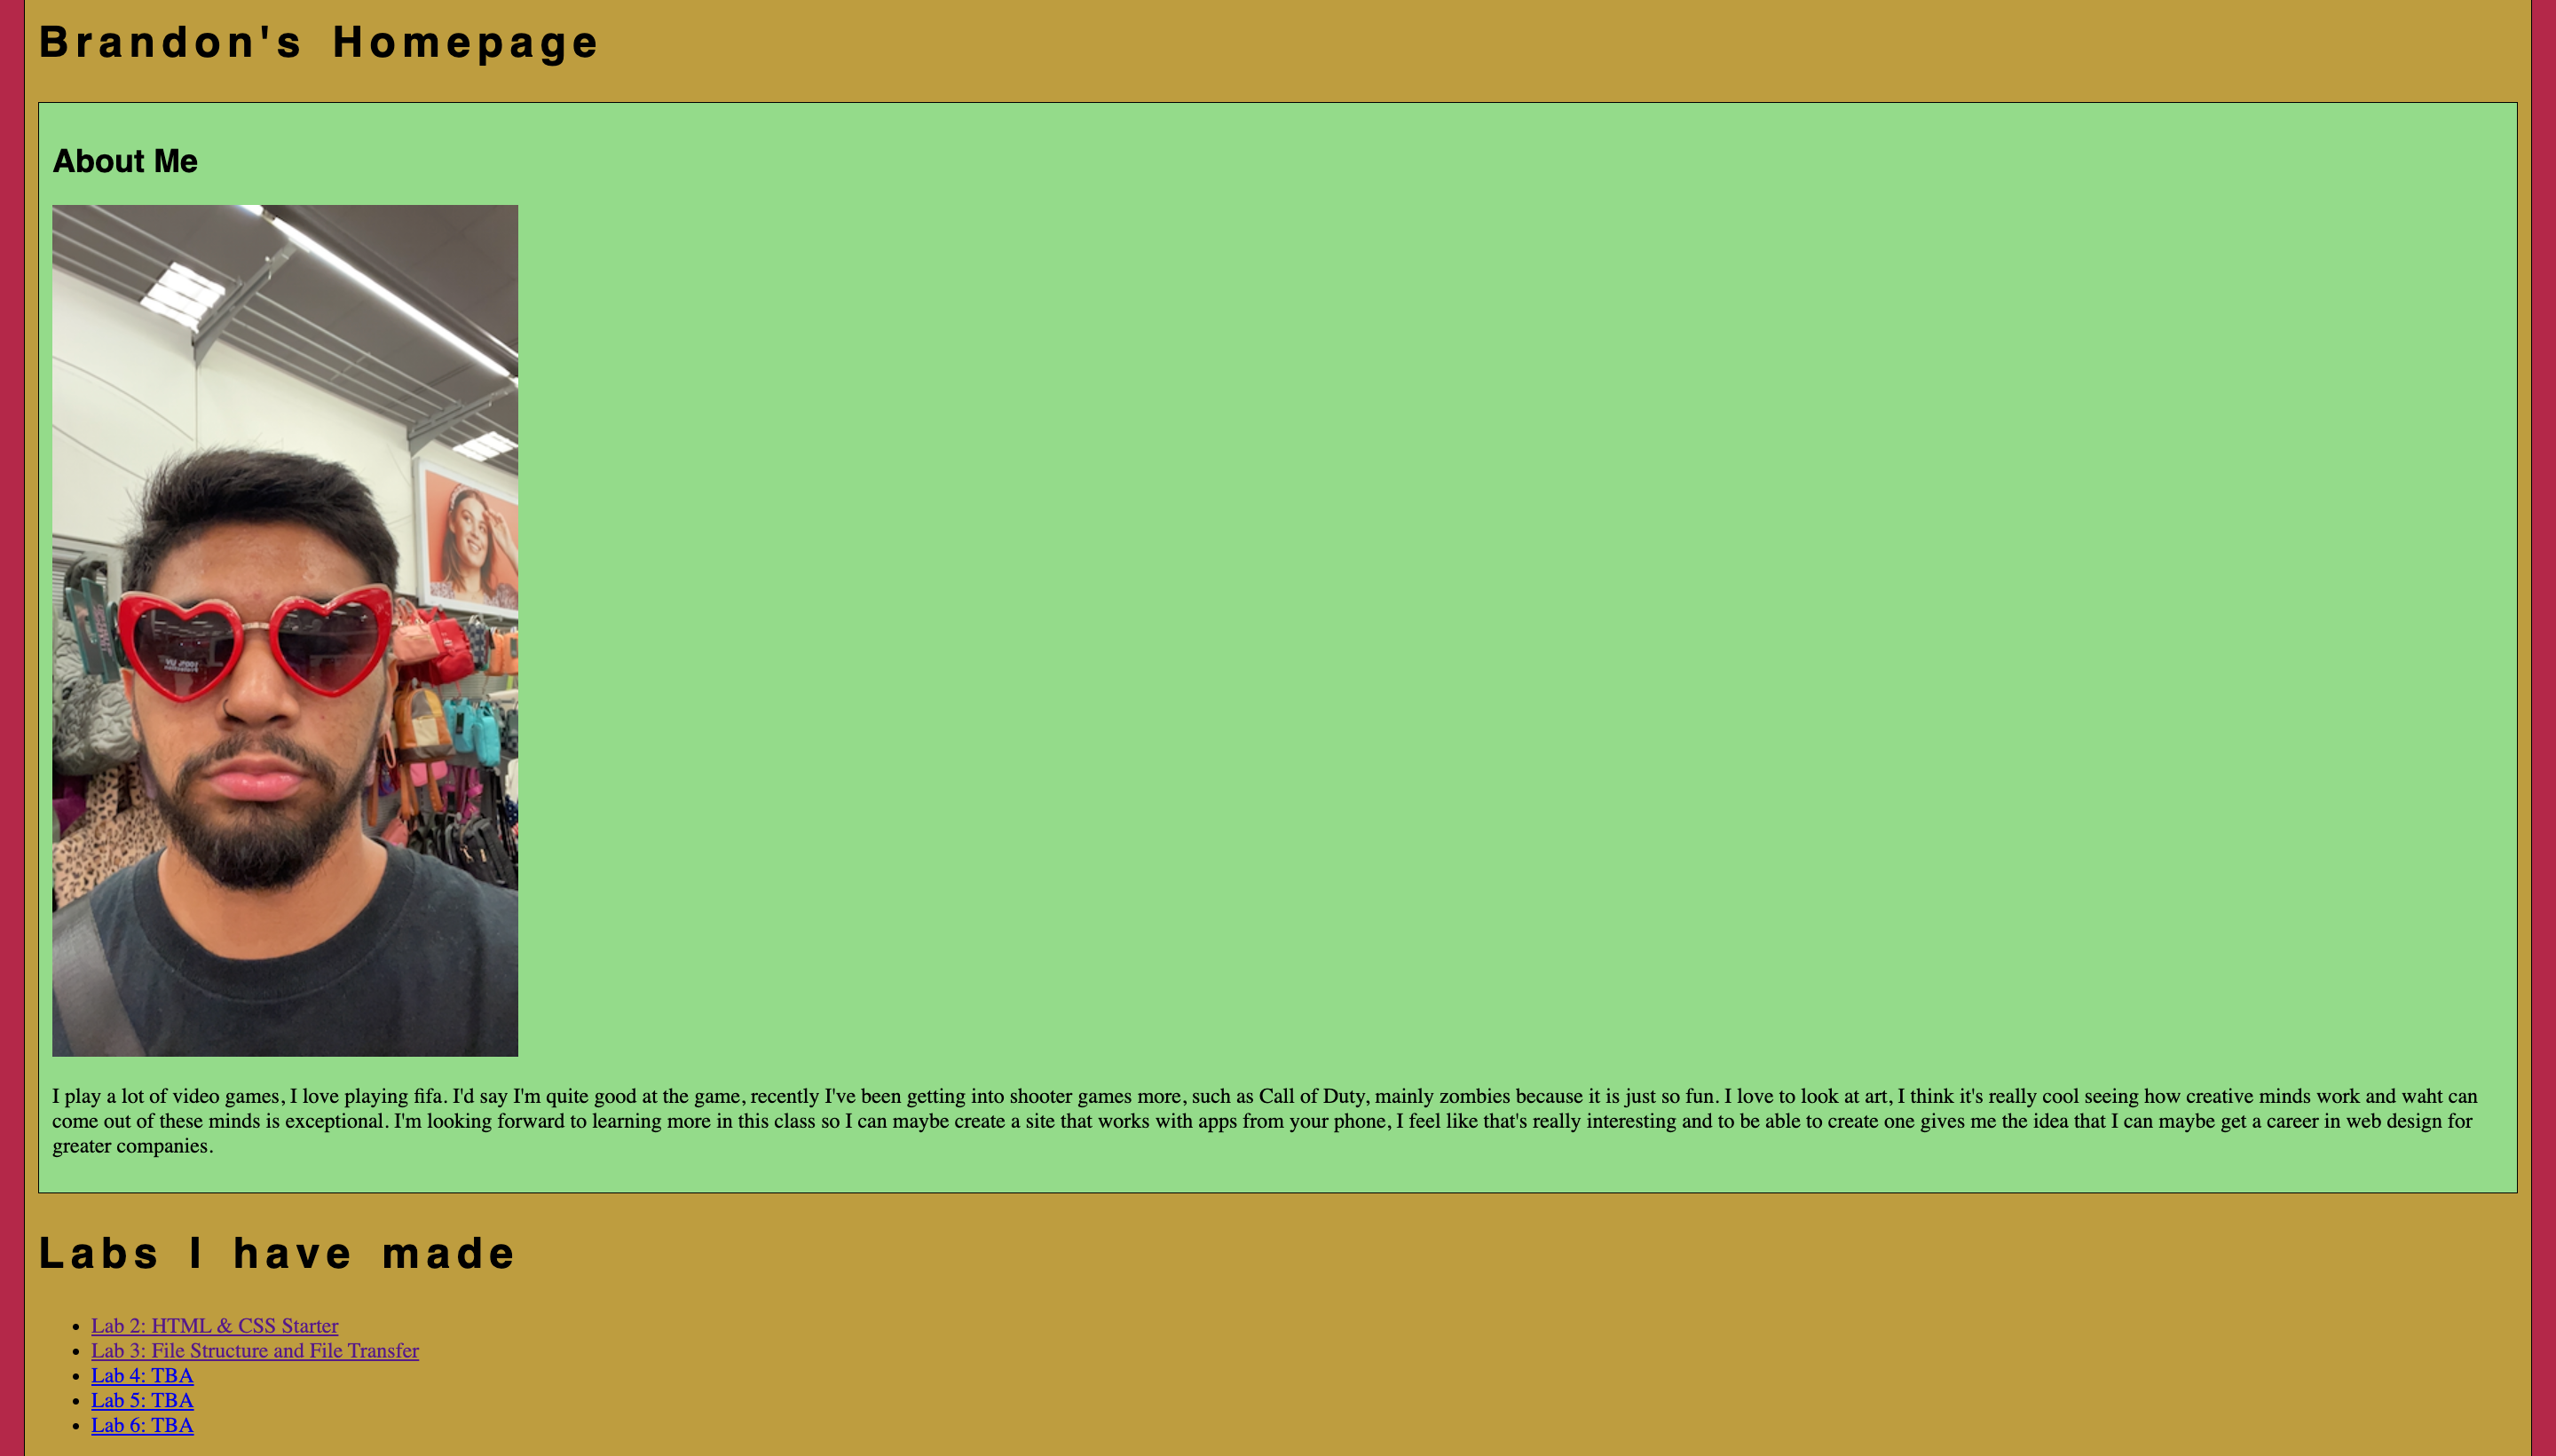 Brandon's Homepage
About Me
I play a lot of video games, I love playing fifa. I'd say I'm quite good at the game, recently I've been getting into shooter games more, such as Call of Duty, mainly zombies because it is just so fun. I love to look at art, I think it's really cool seeing how creative minds work and waht can
come out of these minds is exceptional. I'm looking forward to learning more in this class so I can maybe create a site that works with apps from your phone, I feel like that's really interesting and to be able to create one gives me the idea that I can maybe get a career in web design for
greater companies.
Labs I have made
Lab 2: HTML & CSS Starter
Lab 3: File Structure and File Transfer
Lab 4: TBA
Lab 5: TBA
Lab 6: TBA